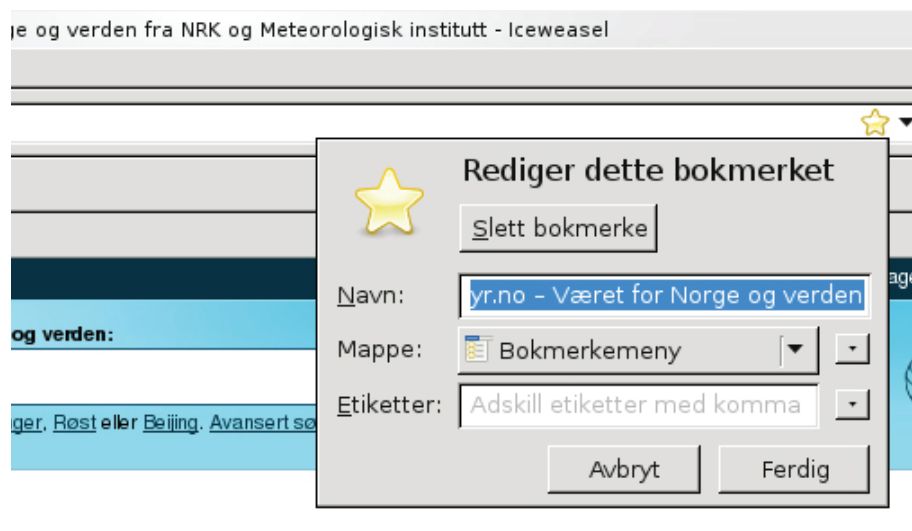 ge og verden fra NRK og Meteorologisk institutt - Iceweasel
Rediger dette bokmerket
Slett bokmerke
Navn: yr.no – Været for Norge og verden
Mappe: Bokmerkemeny
Etiketter: Adskill etiketter med komma
Avbryt Ferdig
age
og verden:
ger, Røst eller Beijing. Avansert sø